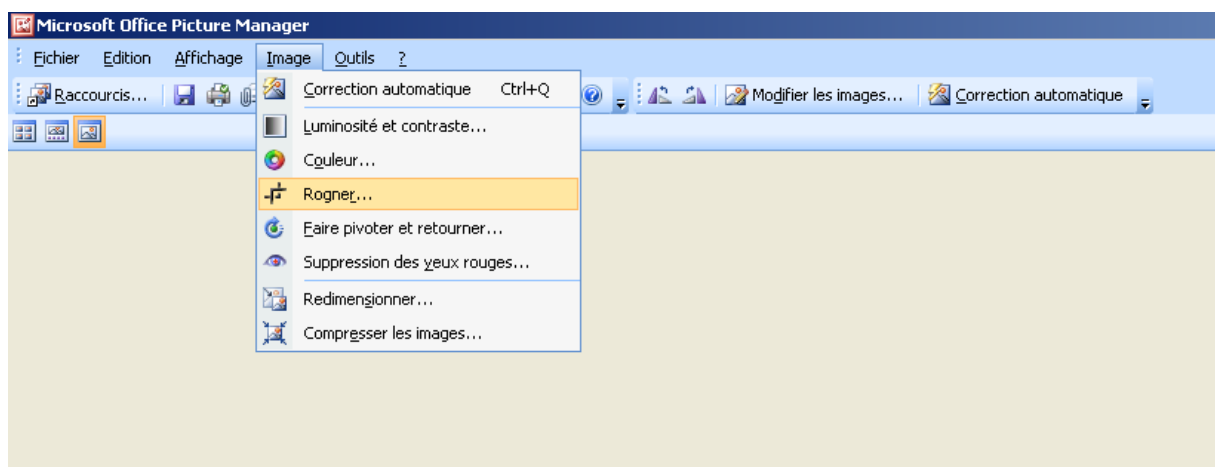 Microsoft Office Picture Manager
Fichier Edition Affichage Image Outils ?
Raccourcis... Modifier les images... Correction automatique
Correction automatique Ctrl+Q
Luminosité et contraste...
Couleur...
Rogner...
Faire pivoter et retourner...
Suppression des yeux rouges...
Redimensionner...
Compresser les images...